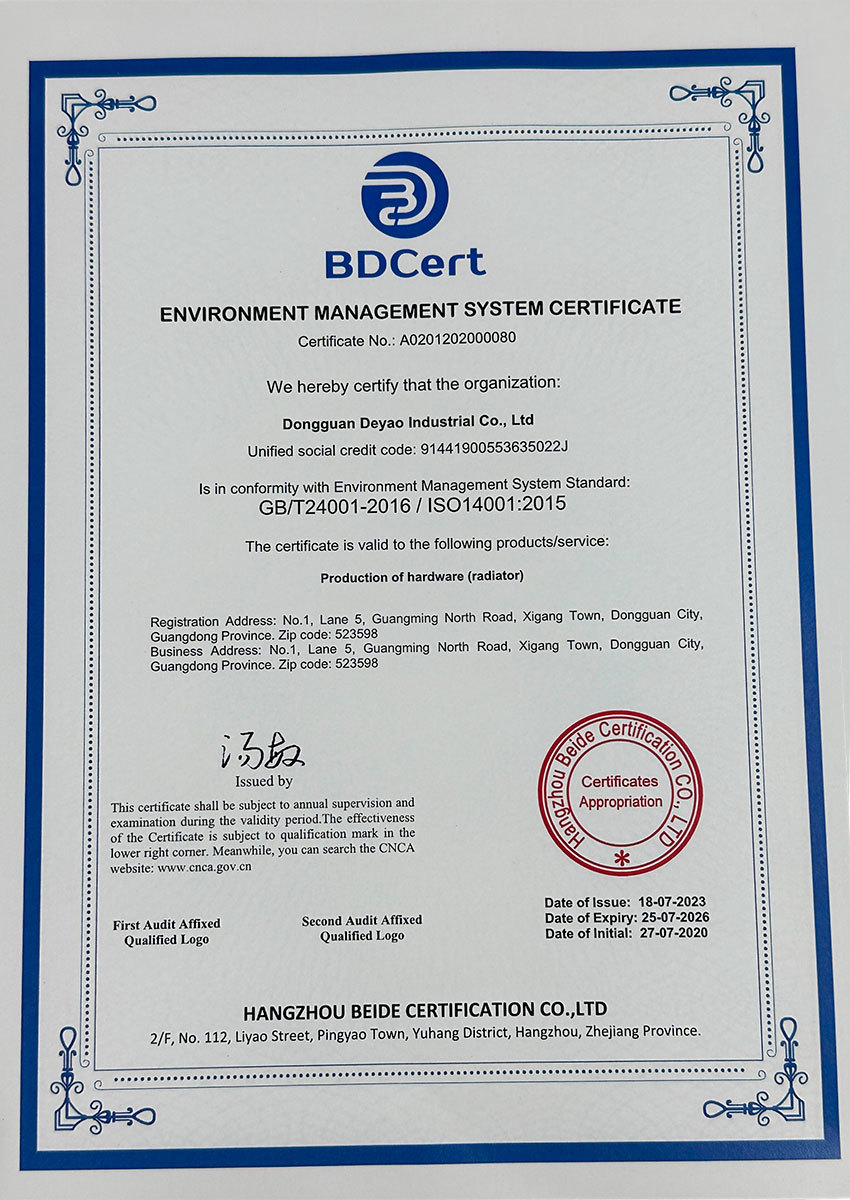 BDCert
ENVIRONMENT MANAGEMENT SYSTEM CERTIFICATE
Certificate No.: A0201202000080
We hereby certify that the organization:
Dongguan Deyao Industrial Co., Ltd
Unified social credit code: 91441900553635022J
Is in conformity with Environment Management System Standard:
GB/T24001-2016 / ISO14001:2015
The certificate is valid to the following products/service:
Production of hardware (radiator)
Registration Address: No.1, Lane 5, Guangming North Road, Xigang Town, Dongguan City,
Guangdong Province. Zip code: 523598
Business Address: No.1, Lane 5, Guangming North Road, Xigang Town, Dongguan City,
Guangdong Province. Zip code: 523598
Issued by
This certificate shall be subject to annual supervision and
examination during the validity period.The effectiveness
of the Certificate is subject to qualification mark in the
lower right corner. Meanwhile, you can search the CNCA
website: www.cnca.gov.cn
Hangzhou Beide Certification CO., LTD
Certificates
Appropriation
First Audit Affixed
Qualified Logo
Second Audit Affixed
Qualified Logo
Date of Issue: 18-07-2023
Date of Expiry: 25-07-2026
Date of Initial: 27-07-2020
HANGZHOU BEIDE CERTIFICATION CO.,LTD
2/F, No. 112, Liyao Street, Pingyao Town, Yuhang District, Hangzhou, Zhejiang Province.